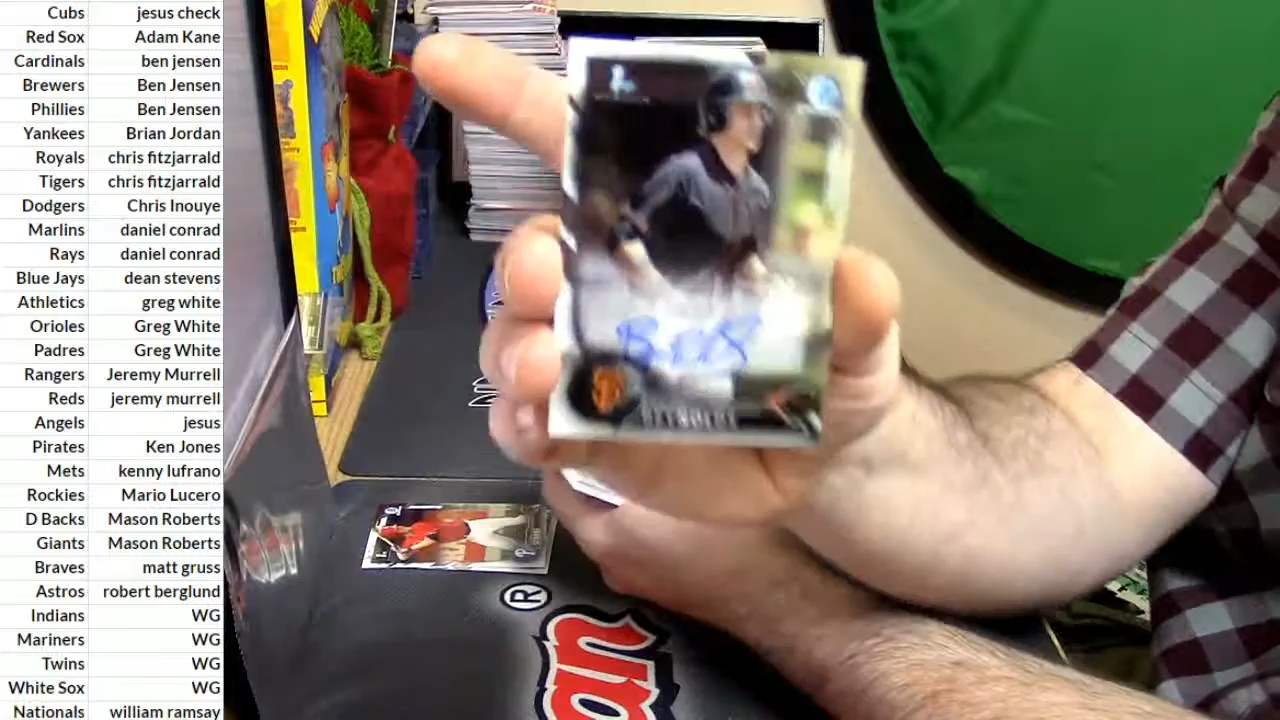 Cubs jesus check
Red Sox Adam Kane
Cardinals ben jensen
Brewers Ben Jensen
Phillies Ben Jensen
Yankees Brian Jordan
Royals chris fitzjarrald
Tigers chris fitzjarrald
Dodgers Chris Inouye
Marlins daniel conrad
Rays daniel conrad
Blue Jays dean stevens
Athletics greg white
Orioles Greg White
Padres Greg White
Rangers Jeremy Murrell
Reds jeremy murrell
Angels jesus
Pirates Ken Jones
Mets kenny lufrano
Rockies Mario Lucero
D Backs Mason Roberts
Giants Mason Roberts
Braves matt gruss
Astros robert berglund
Indians WG
Mariners WG
Twins WG
White Sox WG
Nationals william ramsay
REYNOLDS
®
an